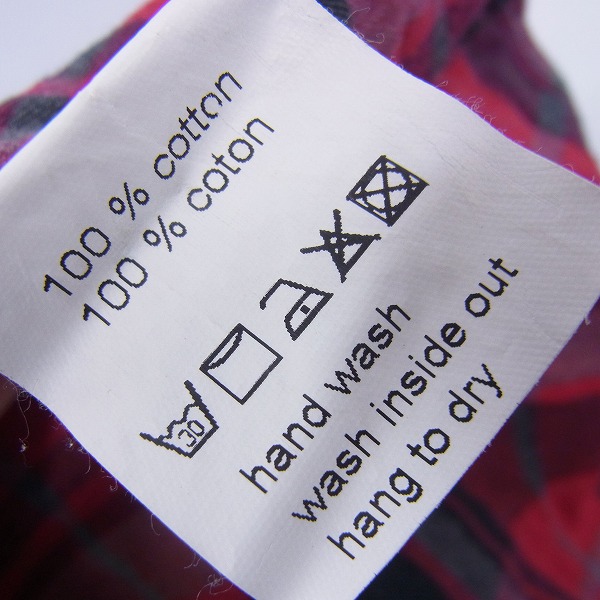 100 % cotton
100 % coton
30
hand wash
wash inside out
hang to dry